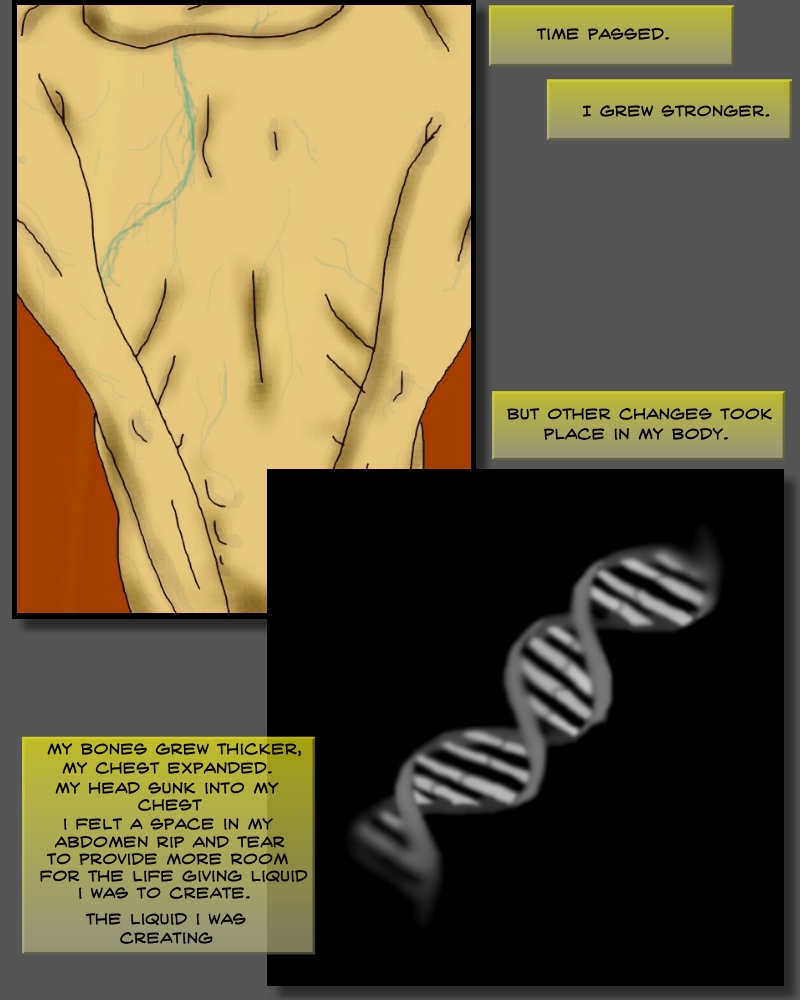 TIME PASSED.
I GREW STRONGER.
BUT OTHER CHANGES TOOK
PLACE IN MY BODY.
MY BONES GREW THICKER,
MY CHEST EXPANDED.
MY HEAD SUNK INTO MY
CHEST
I FELT A SPACE IN MY
ABDOMEN RIP AND TEAR
TO PROVIDE MORE ROOM
FOR THE LIFE GIVING LIQUID
I WAS TO CREATE.
THE LIQUID I WAS
CREATING